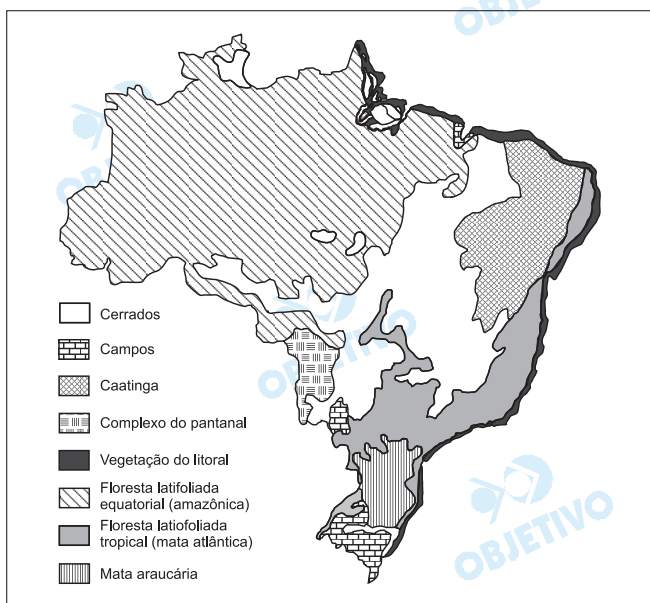 OBJETIVO
OBJETIVO
OBJETIVO
Cerrados
Campos
Caatinga
Complexo do pantanal
Vegetação do litoral
Floresta latifoliada
equatorial (amazônica)
Floresta latiofoliada
tropical (mata atlântica)
Mata araucária
OBJETIVO